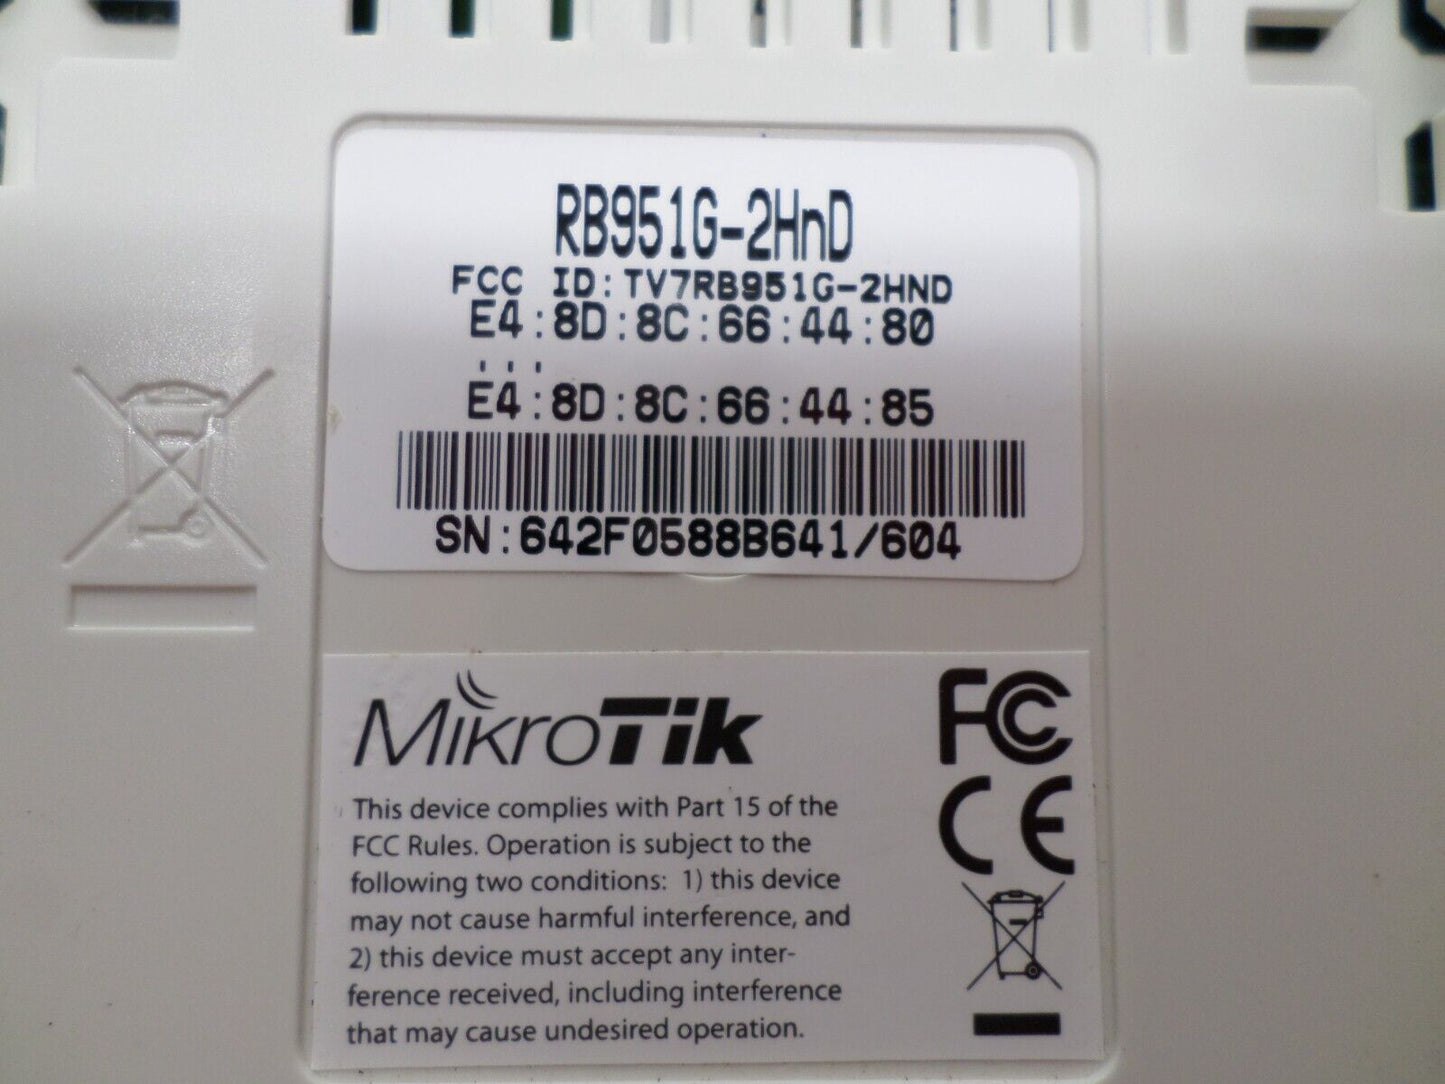 RB951G-2HnD
FCC ID:TV7RB951G-2HND
E4:8D:8C:66:44:80
...
E4:8D:8C:66:44:85
SN:642F0588B641/604
MikroTik
FC
CE
This device complies with Part 15 of the
FCC Rules. Operation is subject to the
following two conditions: 1) this device
may not cause harmful interference, and
2) this device must accept any inter-
ference received, including interference
that may cause undesired operation.